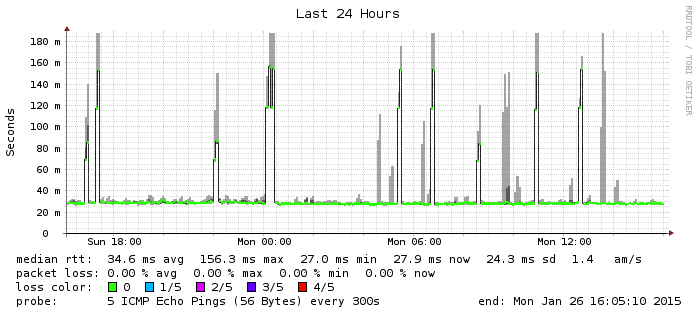 Last 24 Hours
RRDTOOL / TOBI OETIKER
Seconds
180 m
160 m
140 m
120 m
100 m
80 m
60 m
40 m
20 m
0
Sun 18:00 Mon 00:00 Mon 06:00 Mon 12:00
median rtt: 34.6 ms avg 156.3 ms max 27.0 ms min 27.9 ms now 24.3 ms sd 1.4 am/s
packet loss: 0.00 % avg 0.00 % max 0.00 % min 0.00 % now
loss color: 0 1/5 2/5 3/5 4/5
probe: 5 ICMP Echo Pings (56 Bytes) every 300s end: Mon Jan 26 16:05:10 2015